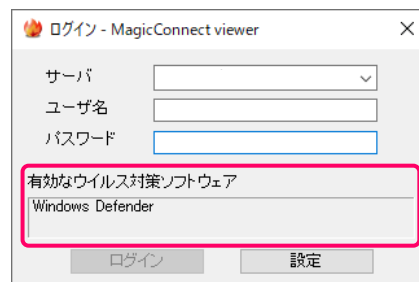 ログイン - MagicConnect viewer
サーバ
ユーザ名
パスワード
有効なウイルス対策ソフトウェア
Windows Defender
ログイン
設定